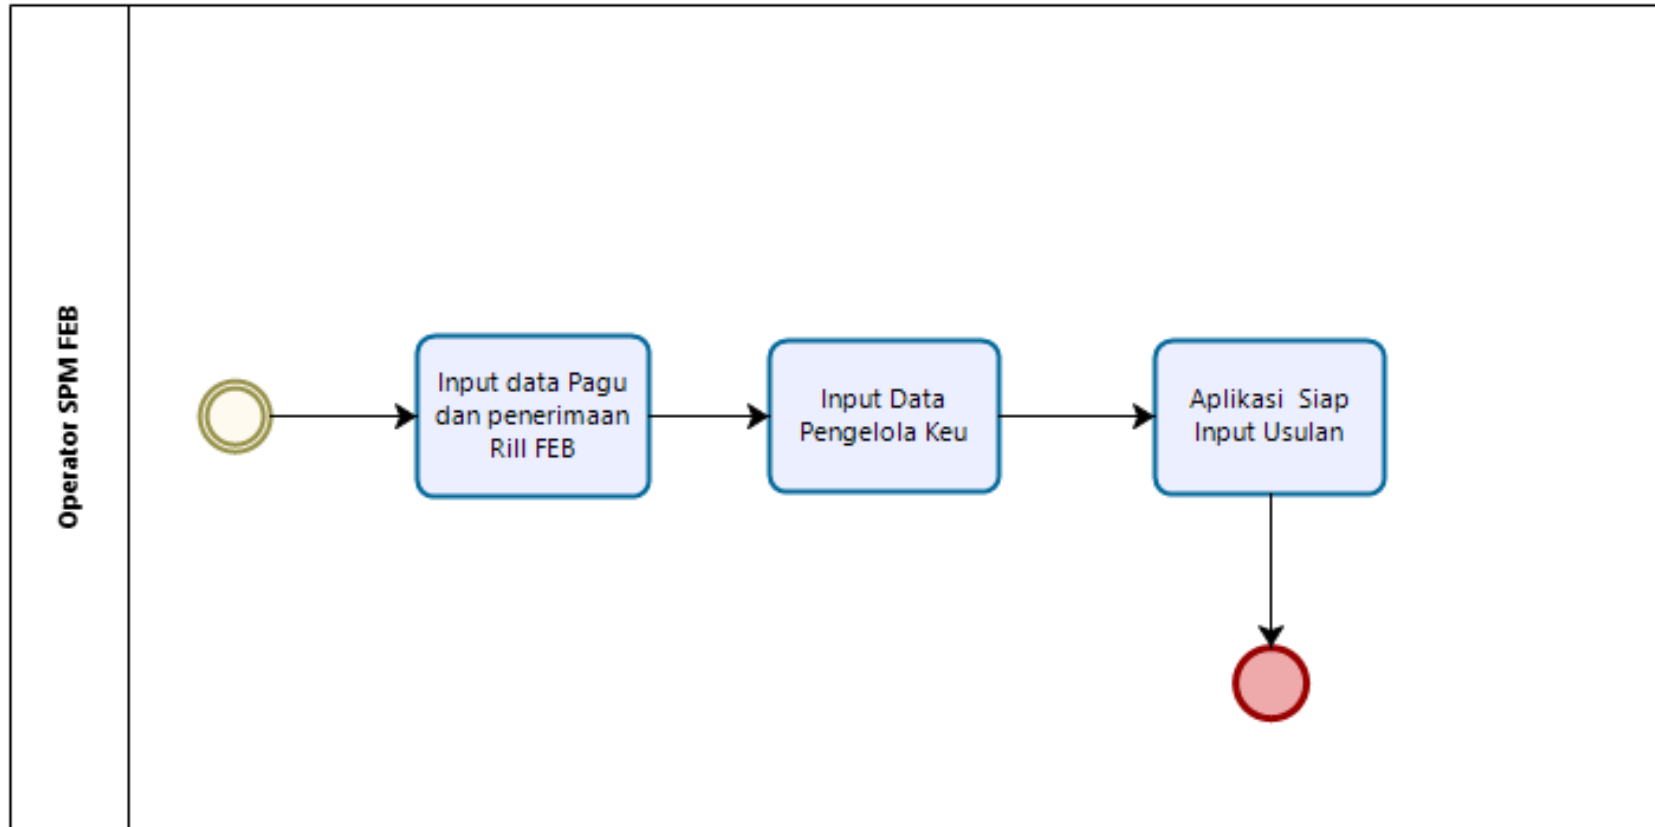 Operator SPM FEB
Input data Pagu
dan penerimaan
Rill FEB
Input Data
Pengelola Keu
Aplikasi  Siap
Input Usulan